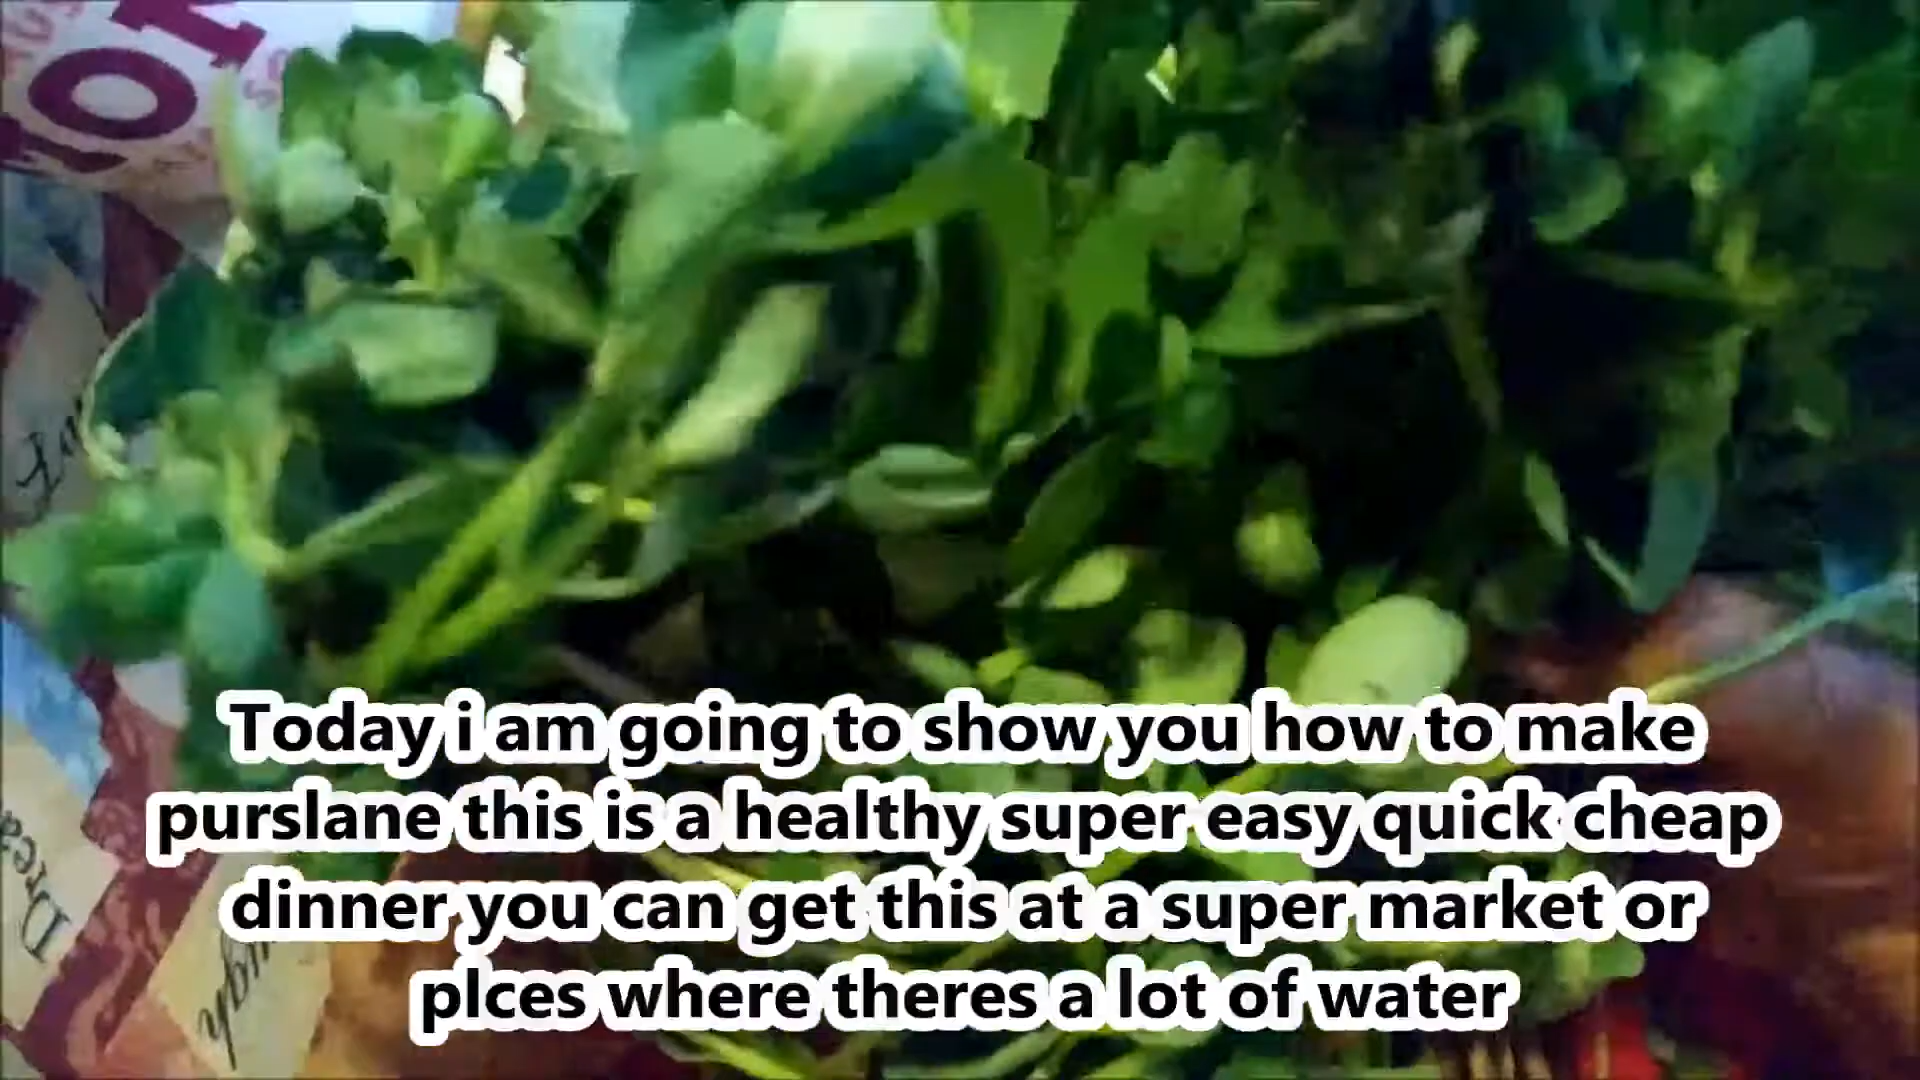 Today i am going to show you how to make
purslane this is a healthy super easy quick cheap
dinner you can get this at a super market or
plces where theres a lot of water